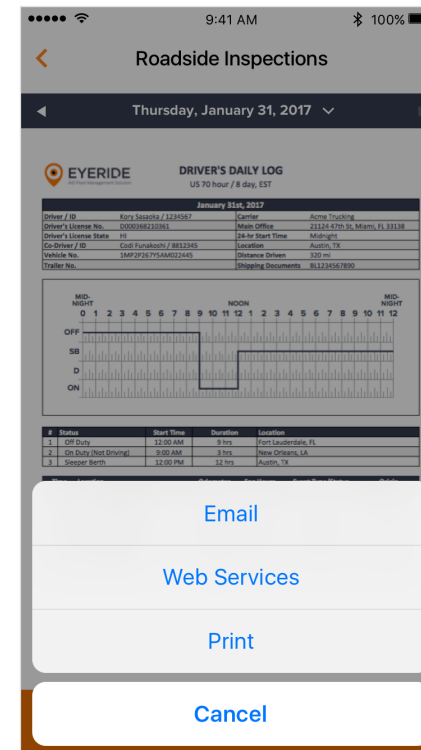 9:41 AM 100%
Roadside Inspections
Thursday, January 31, 2017
EYERIDE
DRIVER'S DAILY LOG
US 70 hour / 8 day, EST
January 31st, 2017
Driver / ID Kory Sasaoka / 1234567 Carrier Acme Trucking
Driver's License No. D000368210361 Main Office 21124 47th St, Miami, FL 33138
Driver's License State HI 24-hr Start Time Midnight
Co-Driver / ID Codi Funakoshi / 8812345 Location Austin, TX
Vehicle No. 1MP2F267Y5AM022445 Distance Driven 320 mi
Trailer No. Shipping Documents BL1234567890
MID-NIGHT NOON MID-NIGHT
0 1 2 3 4 5 6 7 8 9 10 11 12 1 2 3 4 5 6 7 8 9 10 11 12
OFF
SB
D
ON
# Status Start Time Duration Location
1 Off Duty 12:00 AM 9 hrs Fort Lauderdale, FL
2 On Duty (Not Driving) 9:00 AM 3 hrs New Orleans, LA
3 Sleeper Berth 12:00 PM 12 hrs Austin, TX
Email
Web Services
Print
Cancel